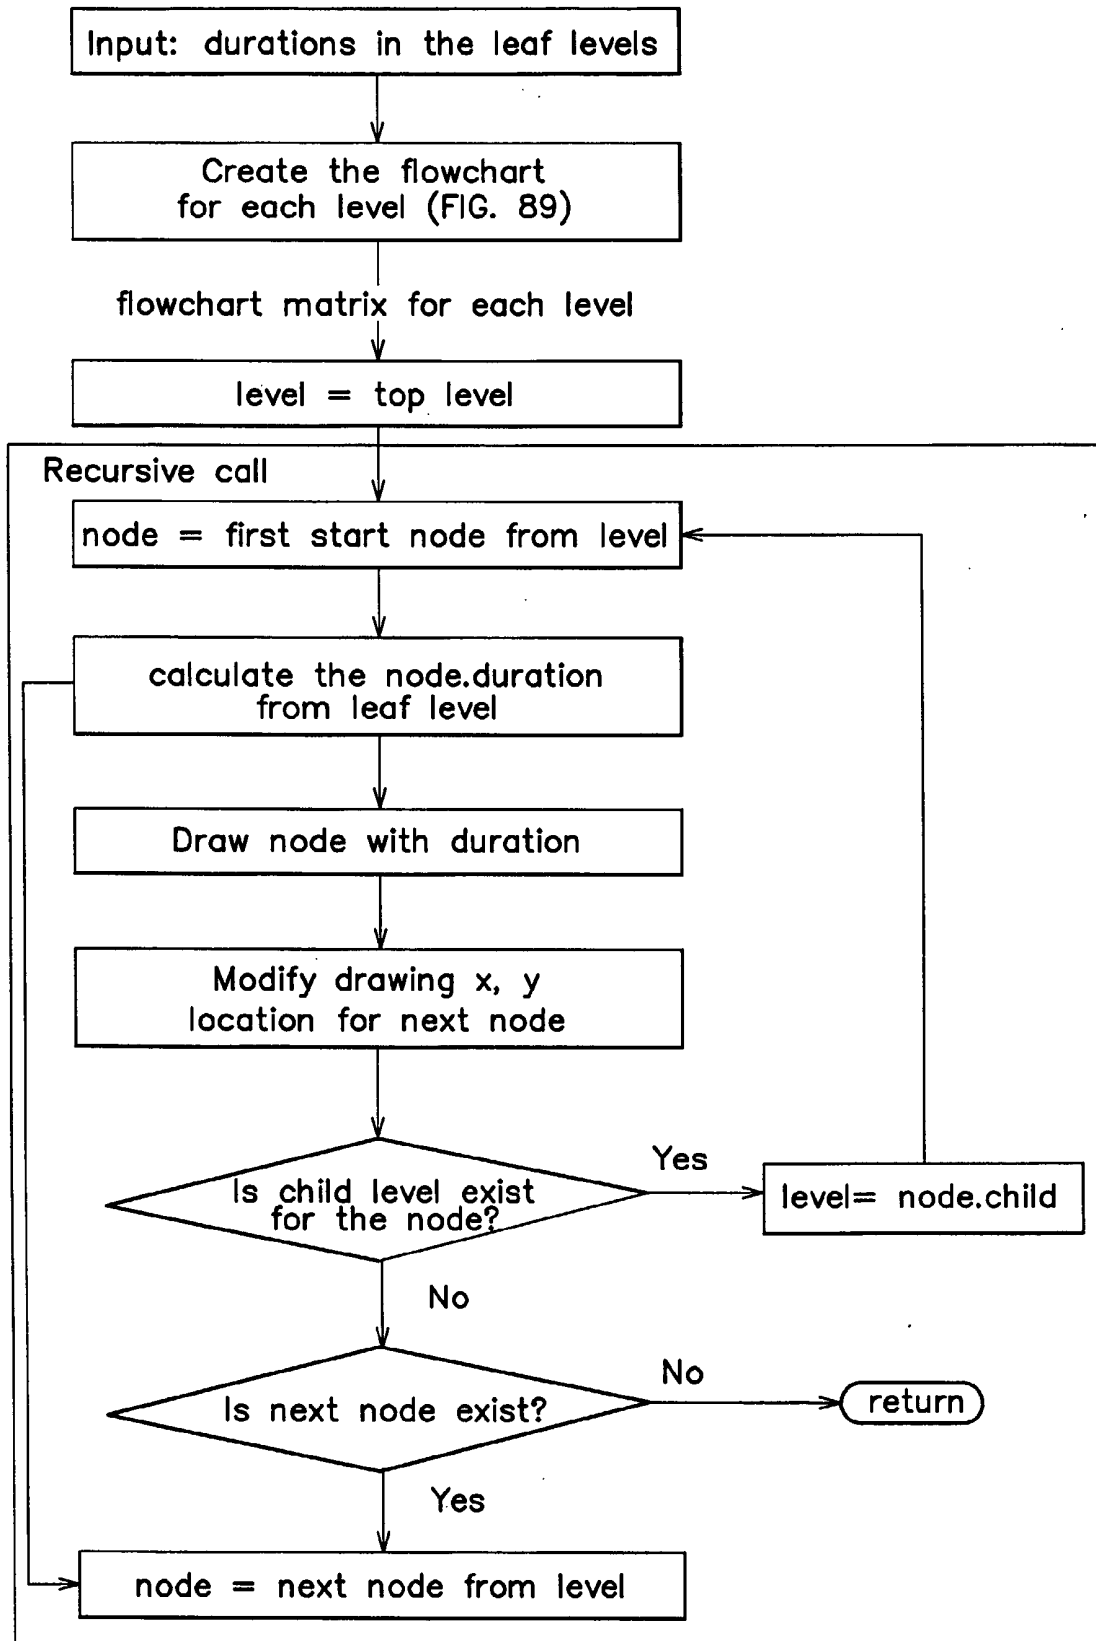 Input: durations in the leaf levels
Create the flowchart
for each level (FIG. 89)
flowchart matrix for each level
level = top level
Recursive call
node = first start node from level
calculate the node.duration
from leaf level
Draw node with duration
Modify drawing x, y
location for next node
Is child level exist
for the node?
Yes
level= node.child
No
Is next node exist?
No
return
Yes
node = next node from level